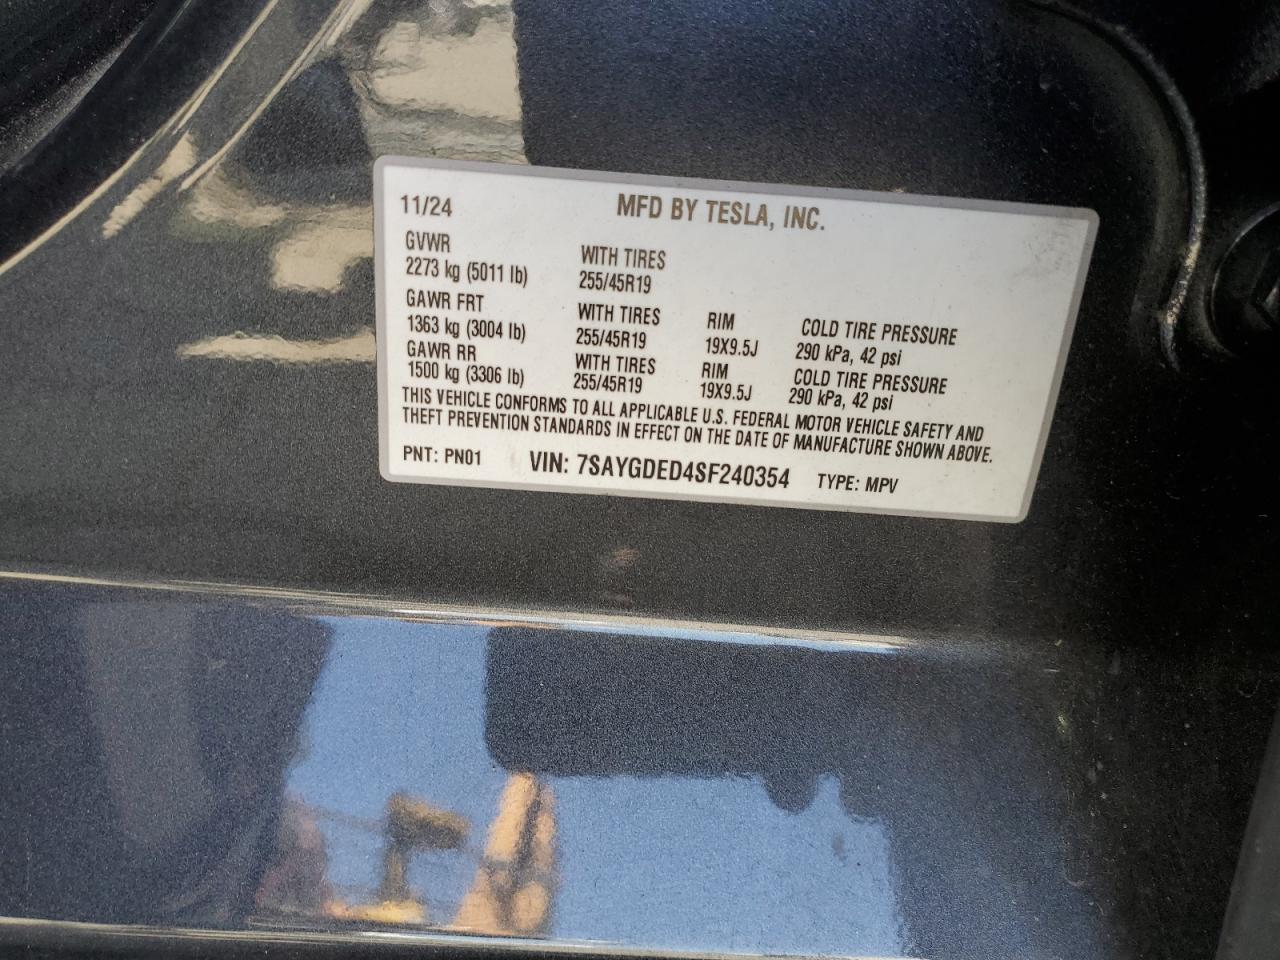 11/24 MFD BY TESLA, INC.
GVWR WITH TIRES
2273 kg (5011 lb) 255/45R19
GAWR FRT WITH TIRES RIM COLD TIRE PRESSURE
1363 kg (3004 lb) 255/45R19 19X9.5J 290 kPa, 42 psi
GAWR RR WITH TIRES RIM COLD TIRE PRESSURE
1500 kg (3306 lb) 255/45R19 19X9.5J 290 kPa, 42 psi
THIS VEHICLE CONFORMS TO ALL APPLICABLE U.S. FEDERAL MOTOR VEHICLE SAFETY AND
THEFT PREVENTION STANDARDS IN EFFECT ON THE DATE OF MANUFACTURE SHOWN ABOVE.
PNT: PN01 VIN: 7SAYGDED4SF240354 TYPE: MPV